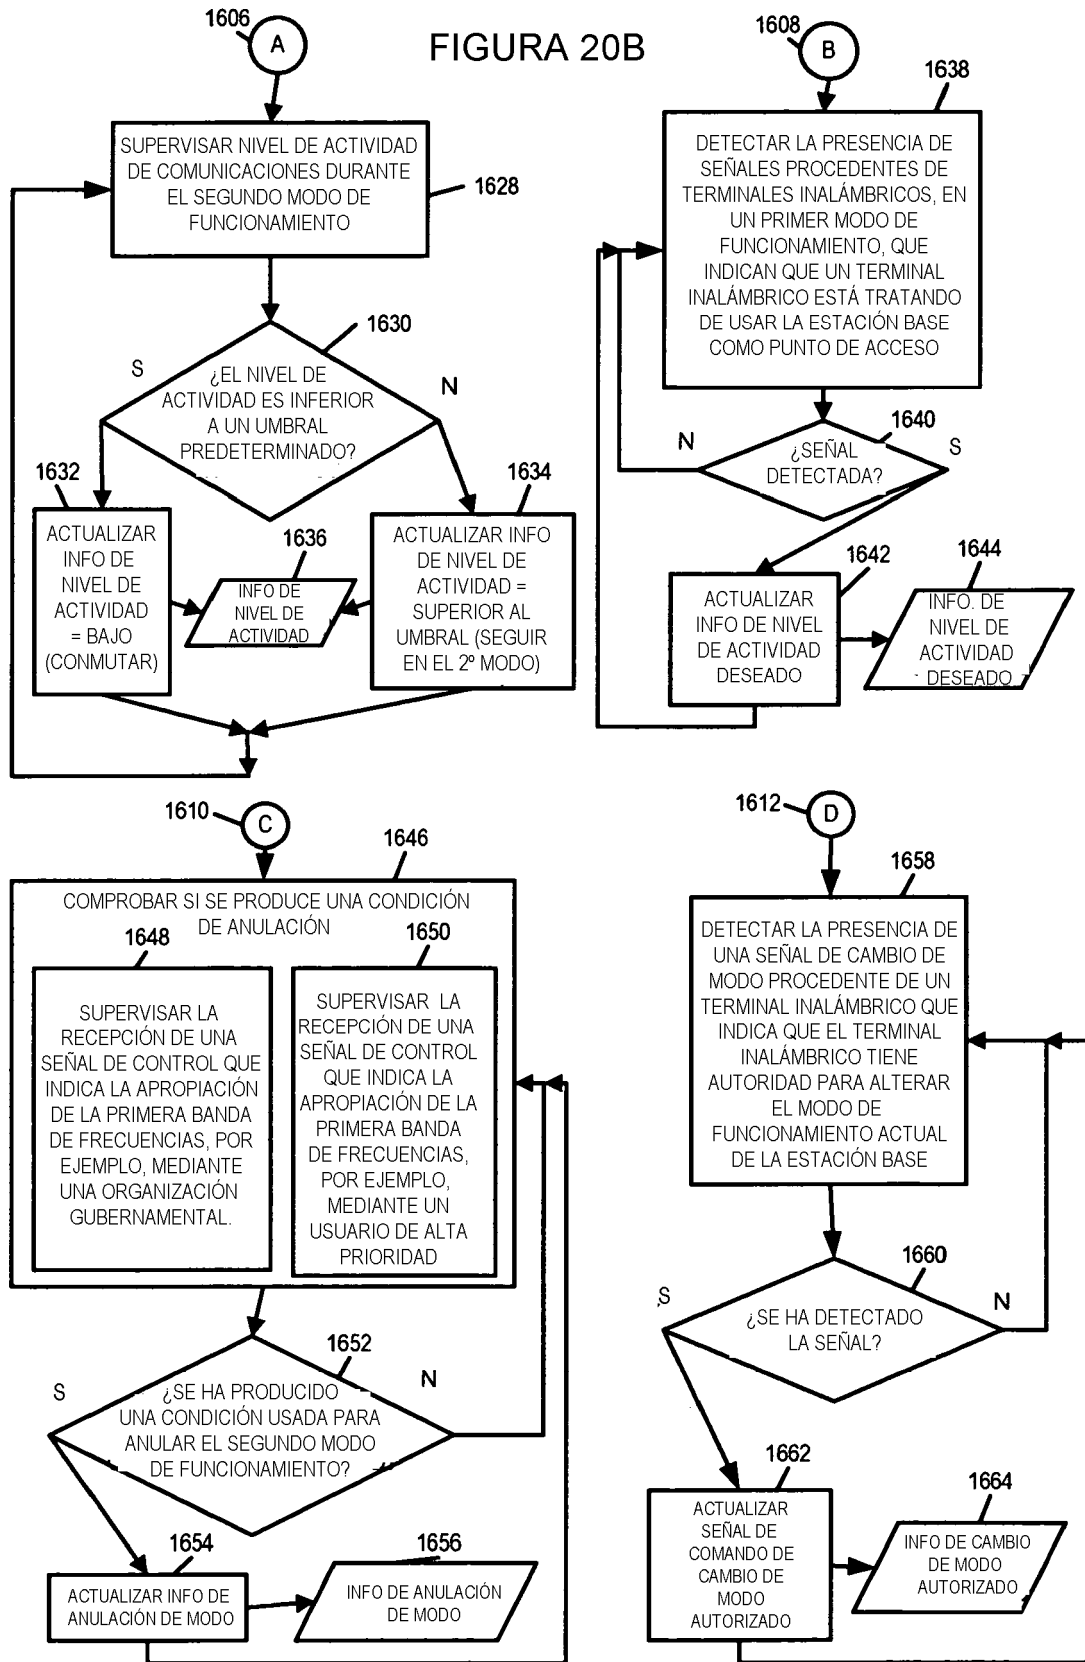 FIGURA 20B
1606
A
SUPERVISAR NIVEL DE ACTIVIDAD
DE COMUNICACIONES DURANTE
EL SEGUNDO MODO DE
FUNCIONAMIENTO
1628
1630
¿EL NIVEL DE
ACTIVIDAD ES INFERIOR
A UN UMBRAL
PREDETERMINADO?
S
N
1632
ACTUALIZAR
INFO DE
NIVEL DE
ACTIVIDAD
= BAJO
(CONMUTAR)
1636
INFO DE
NIVEL DE
ACTIVIDAD
1634
ACTUALIZAR INFO
DE NIVEL DE
ACTIVIDAD =
SUPERIOR AL
UMBRAL (SEGUIR
EN EL 2º MODO)
1608
B
1638
DETECTAR LA PRESENCIA DE
SEÑALES PROCEDENTES DE
TERMINALES INALÁMBRICOS, EN
UN PRIMER MODO DE
FUNCIONAMIENTO, QUE
INDICAN QUE UN TERMINAL
INALÁMBRICO ESTÁ TRATANDO
DE USAR LA ESTACIÓN BASE
COMO PUNTO DE ACCESO
1640
N
¿SEÑAL
DETECTADA?
S
1642
ACTUALIZAR
INFO DE NIVEL
DE ACTIVIDAD
DESEADO
1644
INFO. DE
NIVEL DE
ACTIVIDAD
DESEADO
1610
C
1646
COMPROBAR SI SE PRODUCE UNA CONDICIÓN
DE ANULACIÓN
1648
SUPERVISAR LA
RECEPCIÓN DE UNA
SEÑAL DE CONTROL QUE
INDICA LA APROPIACIÓN
DE LA PRIMERA BANDA
DE FRECUENCIAS, POR
EJEMPLO, MEDIANTE
UNA ORGANIZACIÓN
GUBERNAMENTAL.
1650
SUPERVISAR LA
RECEPCIÓN DE UNA
SEÑAL DE CONTROL
QUE INDICA LA
APROPIACIÓN DE LA
PRIMERA BANDA
DE FRECUENCIAS,
POR EJEMPLO,
MEDIANTE UN
USUARIO DE ALTA
PRIORIDAD
1652
S
N
¿SE HA PRODUCIDO
UNA CONDICIÓN USADA PARA
ANULAR EL SEGUNDO MODO
DE FUNCIONAMIENTO?
1654
ACTUALIZAR INFO DE
ANULACIÓN DE MODO
1656
INFO DE ANULACIÓN
DE MODO
1612
D
1658
DETECTAR LA PRESENCIA DE
UNA SEÑAL DE CAMBIO DE
MODO PROCEDENTE DE UN
TERMINAL INALÁMBRICO QUE
INDICA QUE EL TERMINAL
INALÁMBRICO TIENE
AUTORIDAD PARA ALTERAR
EL MODO DE
FUNCIONAMIENTO ACTUAL
DE LA ESTACIÓN BASE
1660
S
N
¿SE HA DETECTADO
LA SEÑAL?
1662
ACTUALIZAR
SEÑAL DE
COMANDO DE
CAMBIO DE
MODO
AUTORIZADO
1664
INFO DE CAMBIO
DE MODO
AUTORIZADO